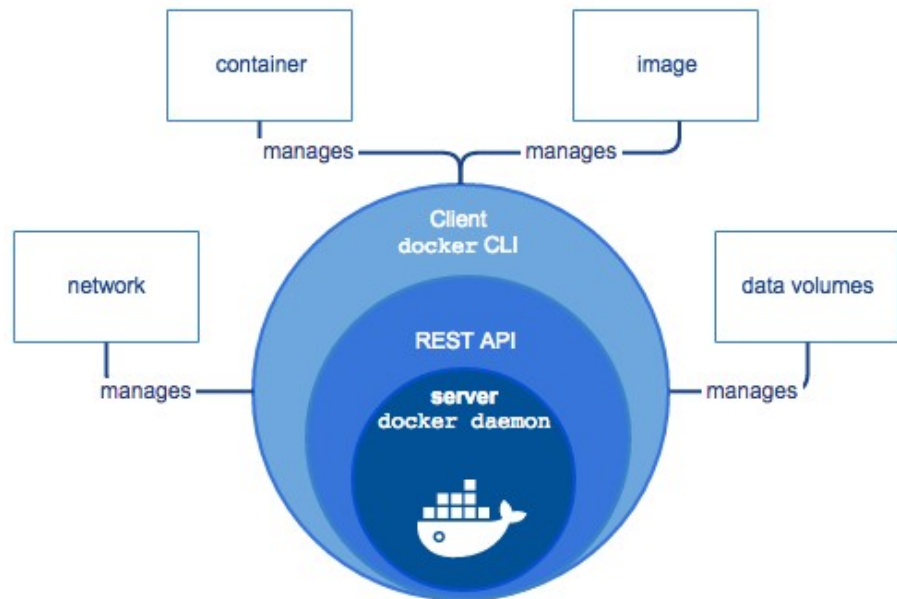 container
image
manages
manages
Client
docker CLI
network
data volumes
REST API
manages
manages
server
docker daemon